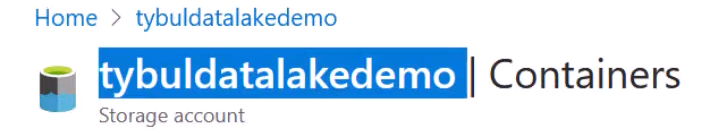 Home > tybuldatalakedemo
tybuldatalakedemo | Containers
Storage account